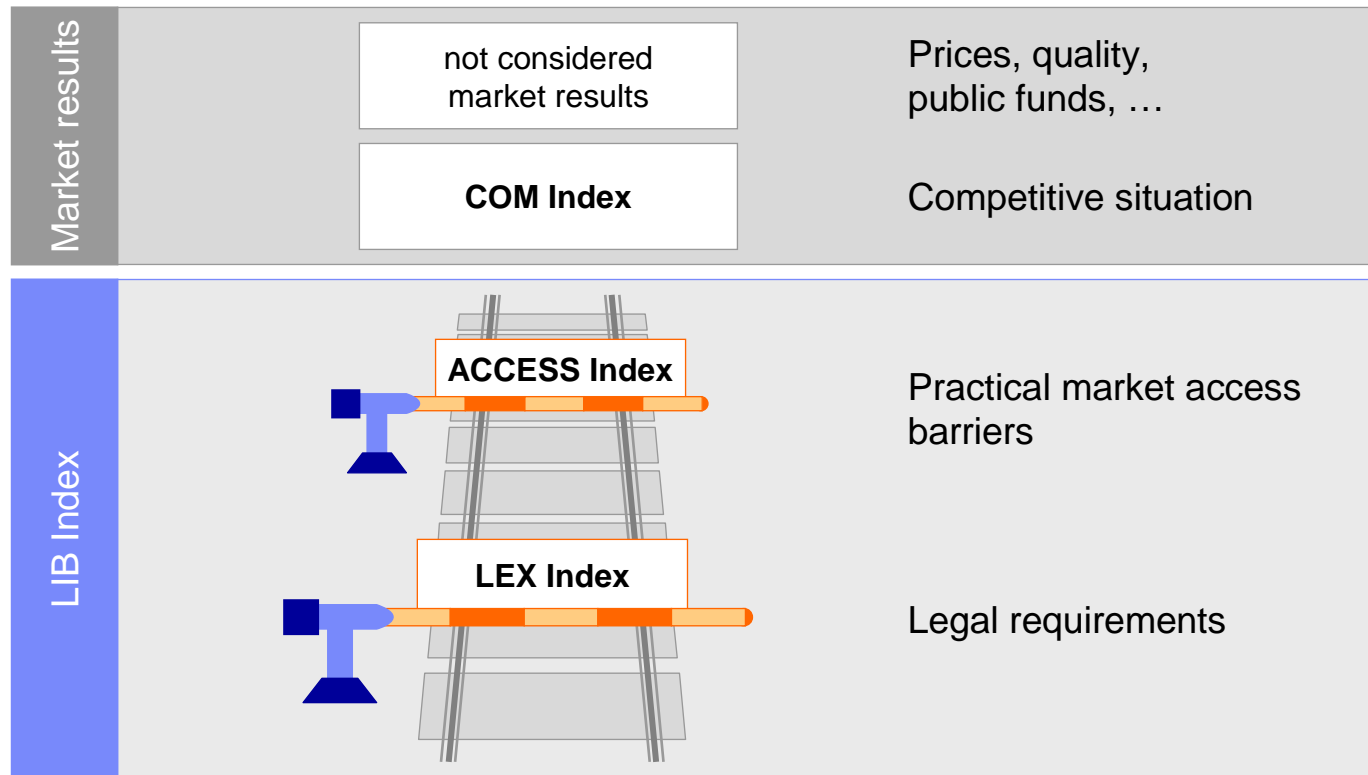 Market results
not considered
market results
Prices, quality,
public funds, …
COM Index
Competitive situation
LIB Index
ACCESS Index
Practical market access
barriers
LEX Index
Legal requirements